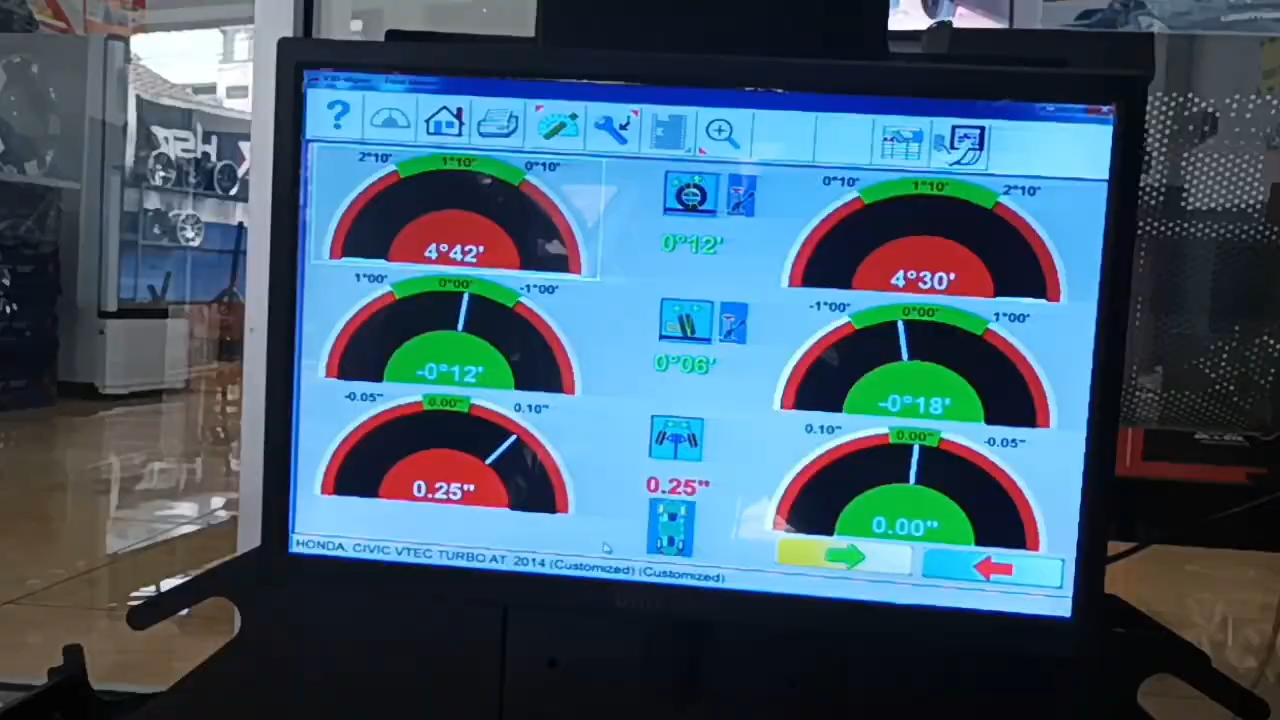 ?
2°10' 1°10' 0°10'
0°10' 1°10' 2°10'
4°42'
0°12'
4°30'
1°00' 0°00' -1°00'
-1°00' 0°00' 1°00'
-0°12'
0°06'
-0°18'
-0.05" 0.00" 0.10"
0.10" 0.00" -0.05"
0.25"
0.25"
0.00"
HONDA, CIVIC VTEC TURBO AT, 2014 (Customized) (Customized)
HSR